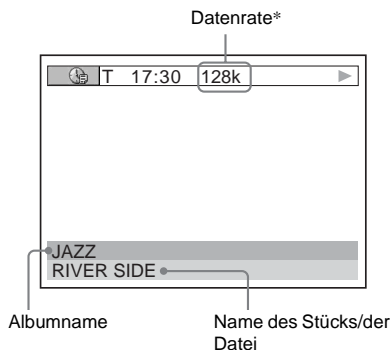 Datenrate*
T 17:30 128k
JAZZ
RIVER SIDE
Albumname
Name des Stücks/der
Datei